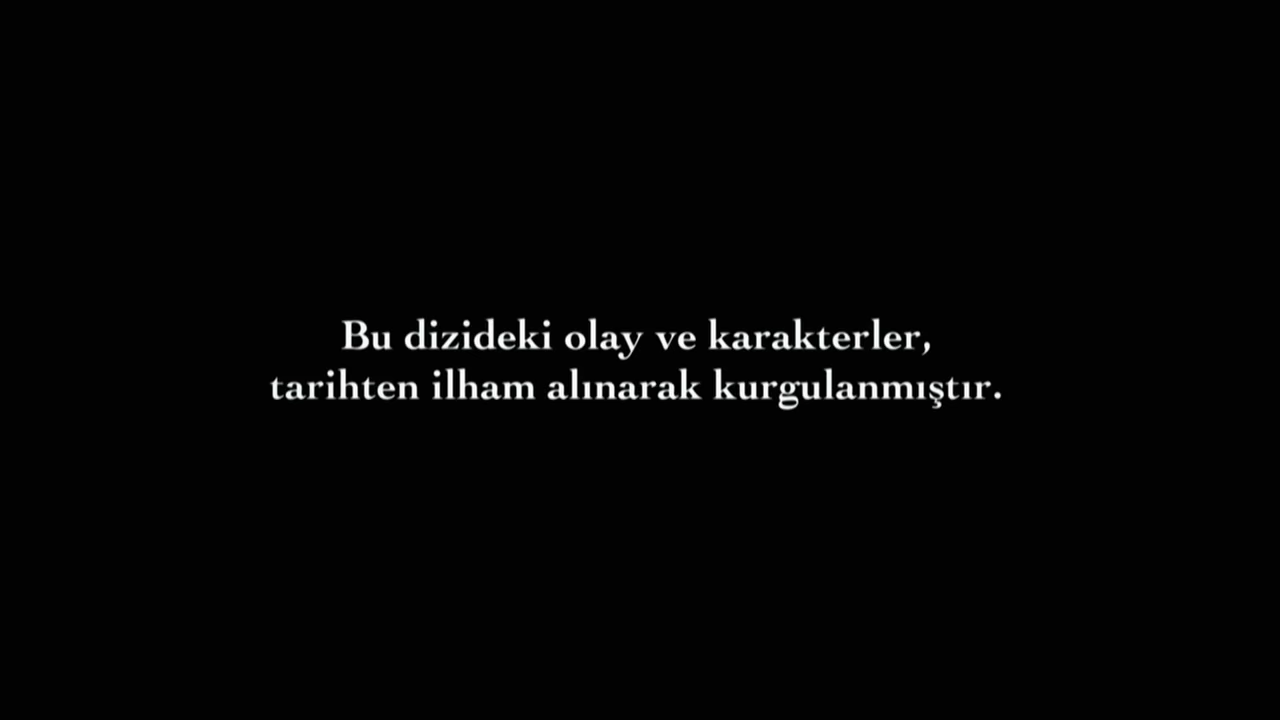 Bu dizideki olay ve karakterler,
tarihten ilham alınarak kurgulanmıştır.